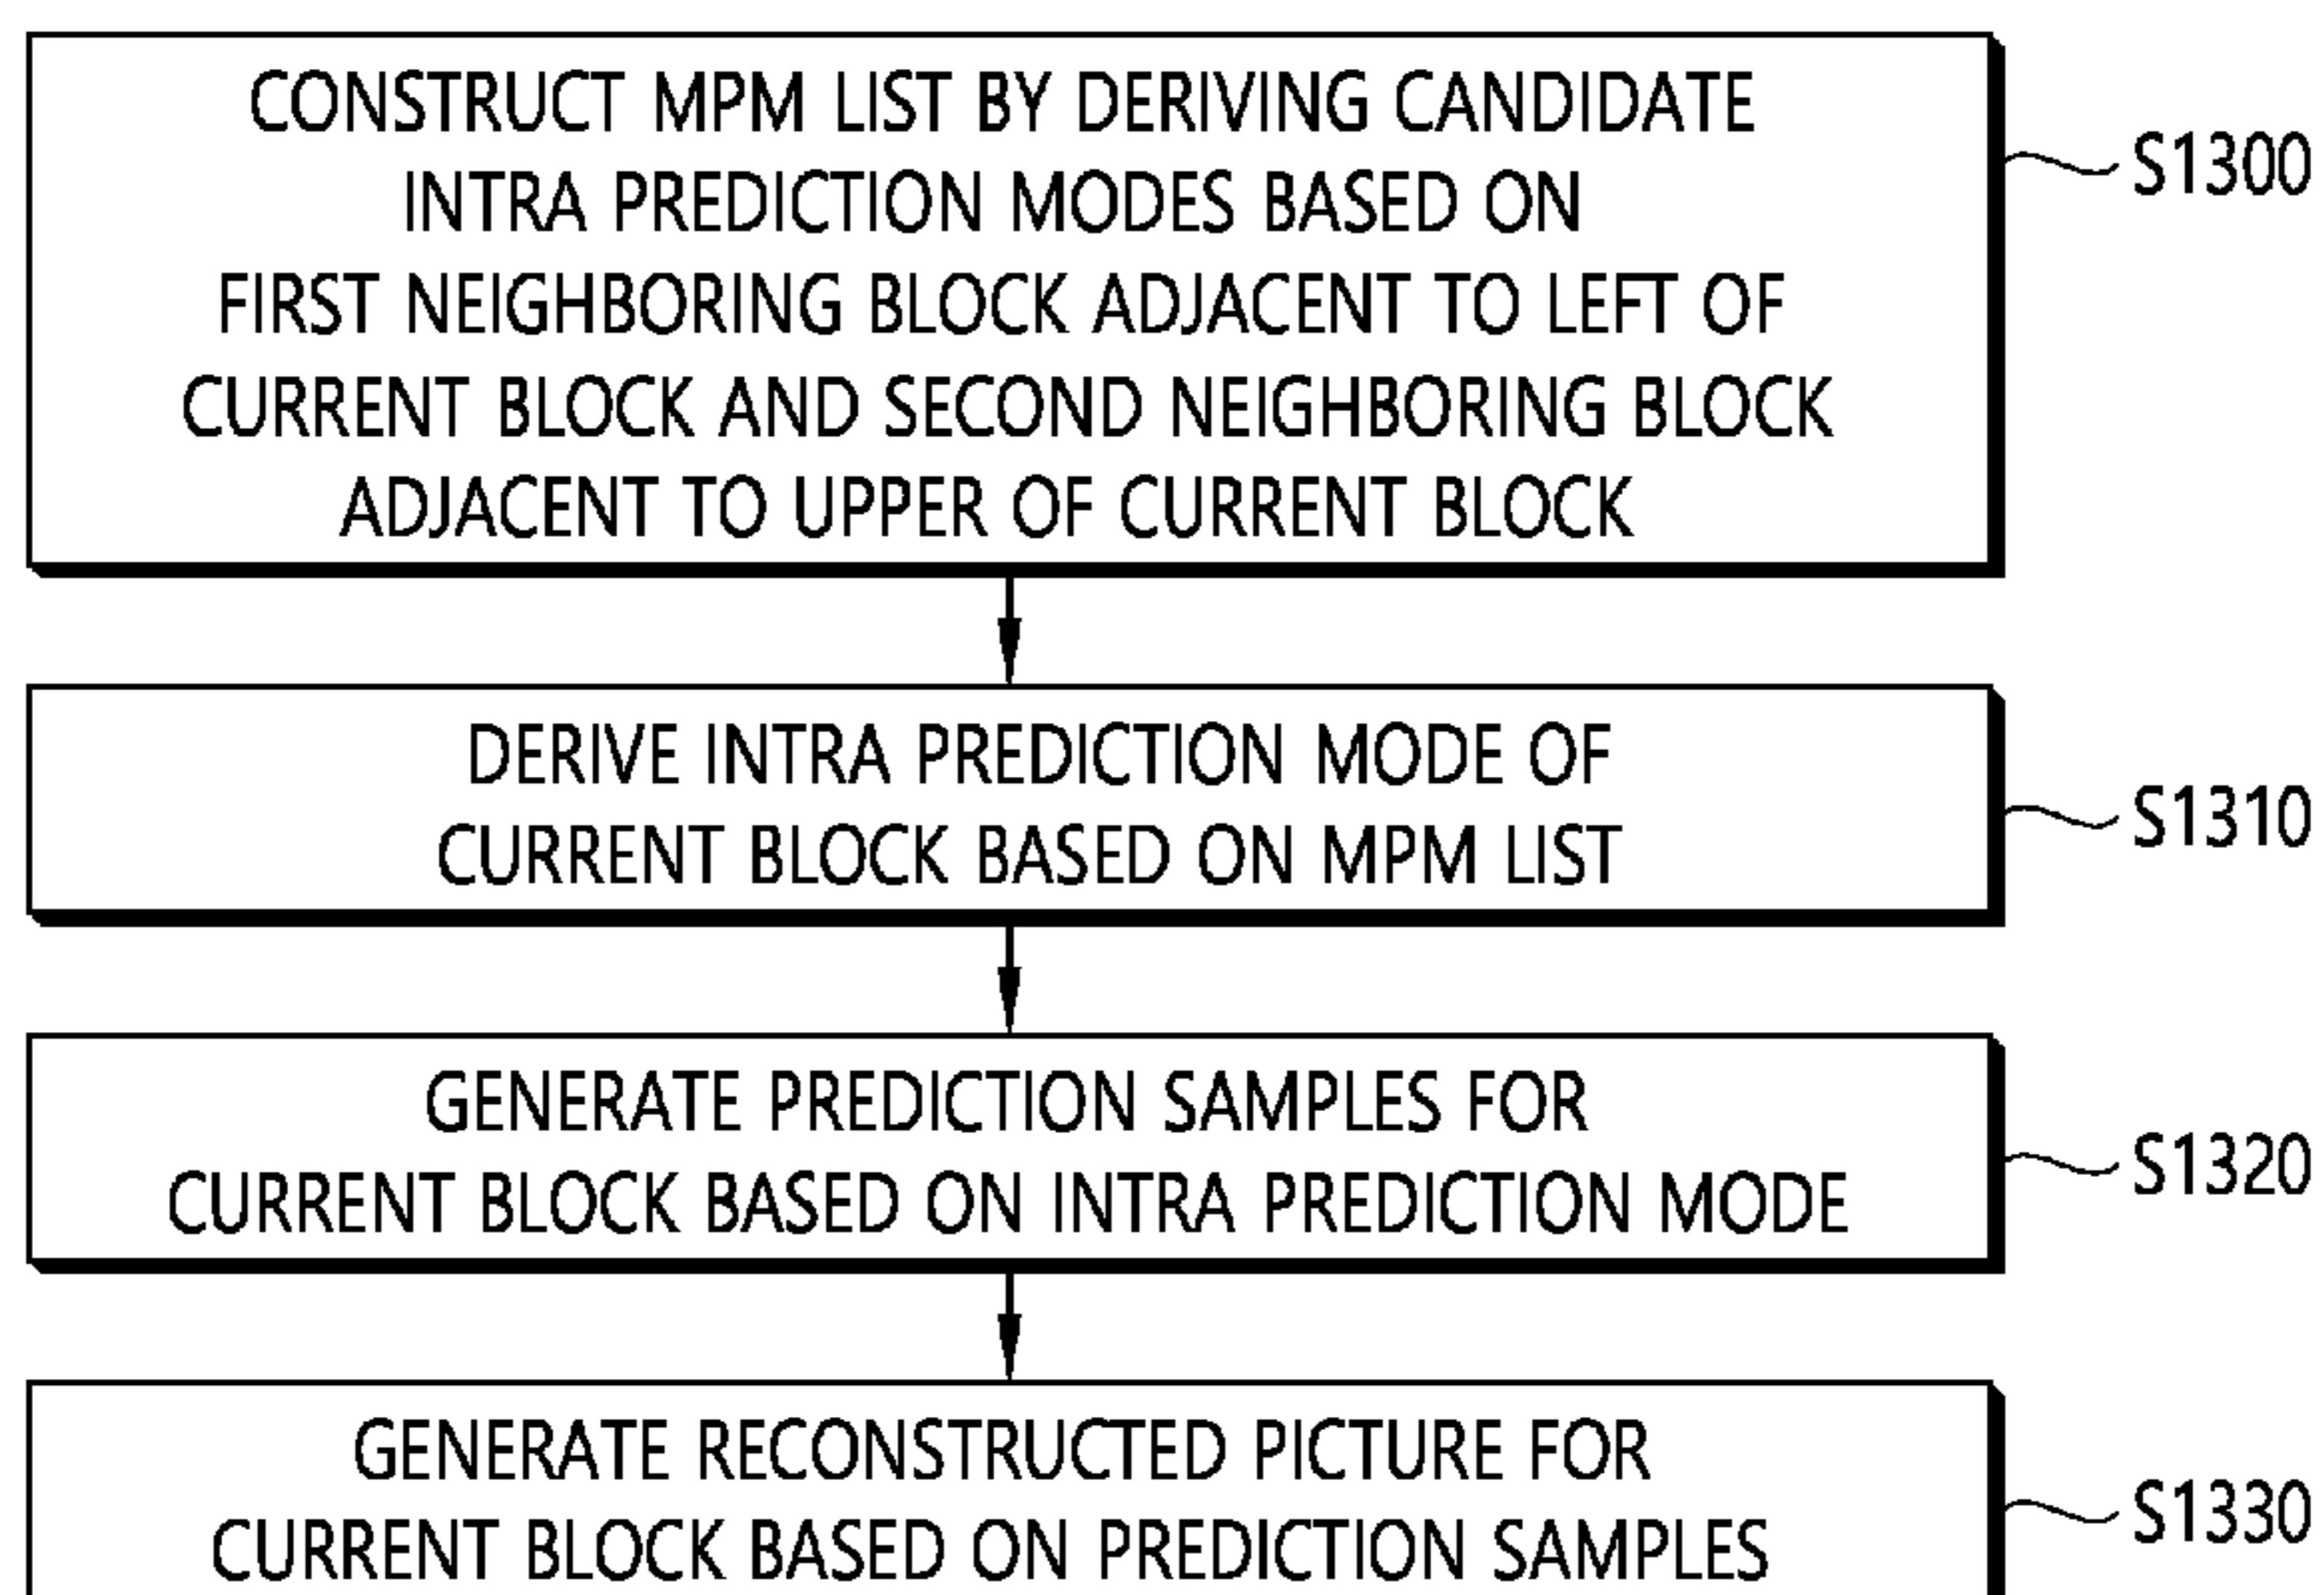 CONSTRUCT MPM LIST BY DERIVING CANDIDATE
INTRA PREDICTION MODES BASED ON
FIRST NEIGHBORING BLOCK ADJACENT TO LEFT OF
CURRENT BLOCK AND SECOND NEIGHBORING BLOCK
ADJACENT TO UPPER OF CURRENT BLOCK
S1300
DERIVE INTRA PREDICTION MODE OF
CURRENT BLOCK BASED ON MPM LIST
S1310
GENERATE PREDICTION SAMPLES FOR
CURRENT BLOCK BASED ON INTRA PREDICTION MODE
S1320
GENERATE RECONSTRUCTED PICTURE FOR
CURRENT BLOCK BASED ON PREDICTION SAMPLES
S1330